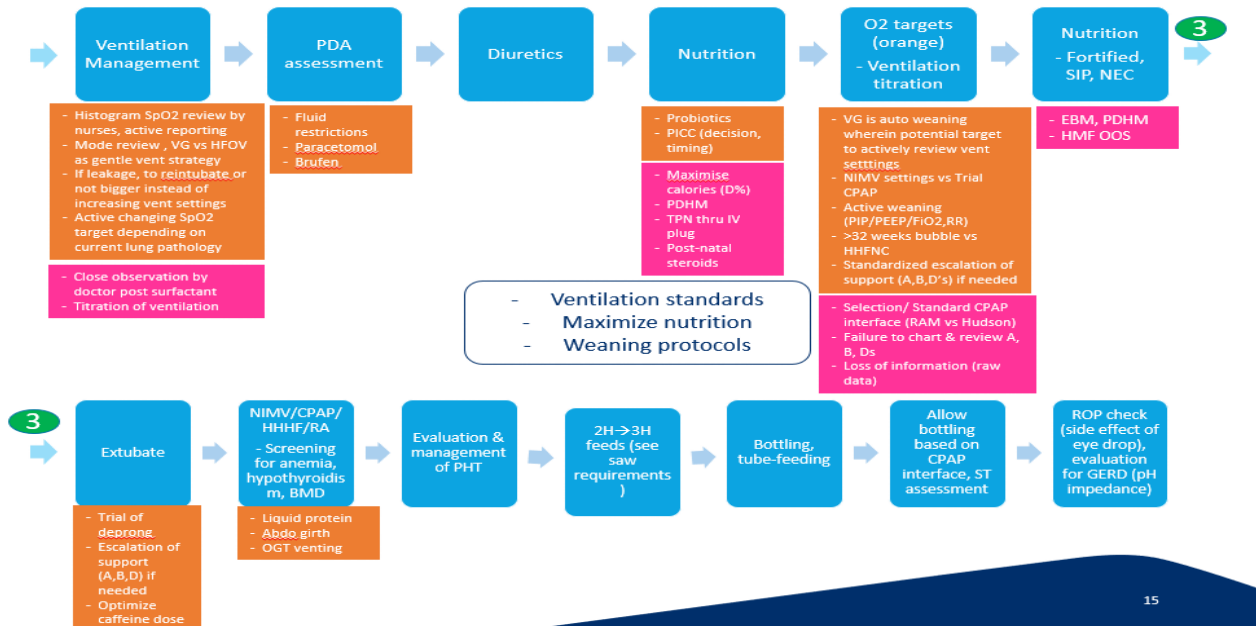 Ventilation
Management
PDA
assessment
Diuretics
Nutrition
O2 targets
(orange)
- Ventilation
titration
Nutrition
- Fortified,
SIP, NEC
3
- Histogram SpO2 review by
nurses, active reporting
- Mode review , VG vs HFOV
as gentle vent strategy
- If leakage, to reintubate or
not bigger instead of
increasing vent settings
- Active changing SpO2
target depending on
current lung pathology
- Close observation by
doctor post surfactant
- Titration of ventilation
- Fluid
restrictions
- Paracetomol
- Brufen
- Probiotics
- PICC (decision,
timing)
- Maximise
calories (D%)
- PDHM
- TPN thru IV
plug
- Post-natal
steroids
- VG is auto weaning
wherein potential target
to actively review vent
setttings
- NIMV settings vs Trial
CPAP
- Active weaning
(PIP/PEEP/FiO2,RR)
- >32 weeks bubble vs
HHFNC
- Standardized escalation of
support (A,B,D's) if needed
- Selection/ Standard CPAP
interface (RAM vs Hudson)
- Failure to chart & review A,
B, Ds
- Loss of information (raw
data)
- EBM, PDHM
- HMF OOS
- Ventilation standards
- Maximize nutrition
- Weaning protocols
3
Extubate
NIMV/CPAP/
HHHF/RA
- Screening
for anemia,
hypothyroidis
m, BMD
Evaluation &
management
of PHT
2H→3H
feeds (see
saw
requirements
)
Bottling,
tube-feeding
Allow
bottling
based on
CPAP
interface, ST
assessment
ROP check
(side effect of
eye drop),
evaluation
for GERD (pH
impedance)
- Trial of
deprong
- Escalation of
support
(A,B,D) if
needed
- Optimize
caffeine dose
- Liquid protein
- Abdo girth
- OGT venting
15